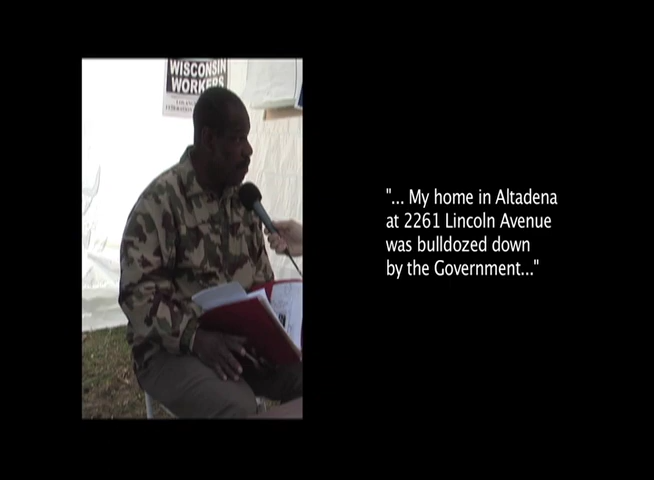 WISCONSIN
WORKERS
"... My home in Altadena
at 2261 Lincoln Avenue
was bulldozed down
by the Government..."